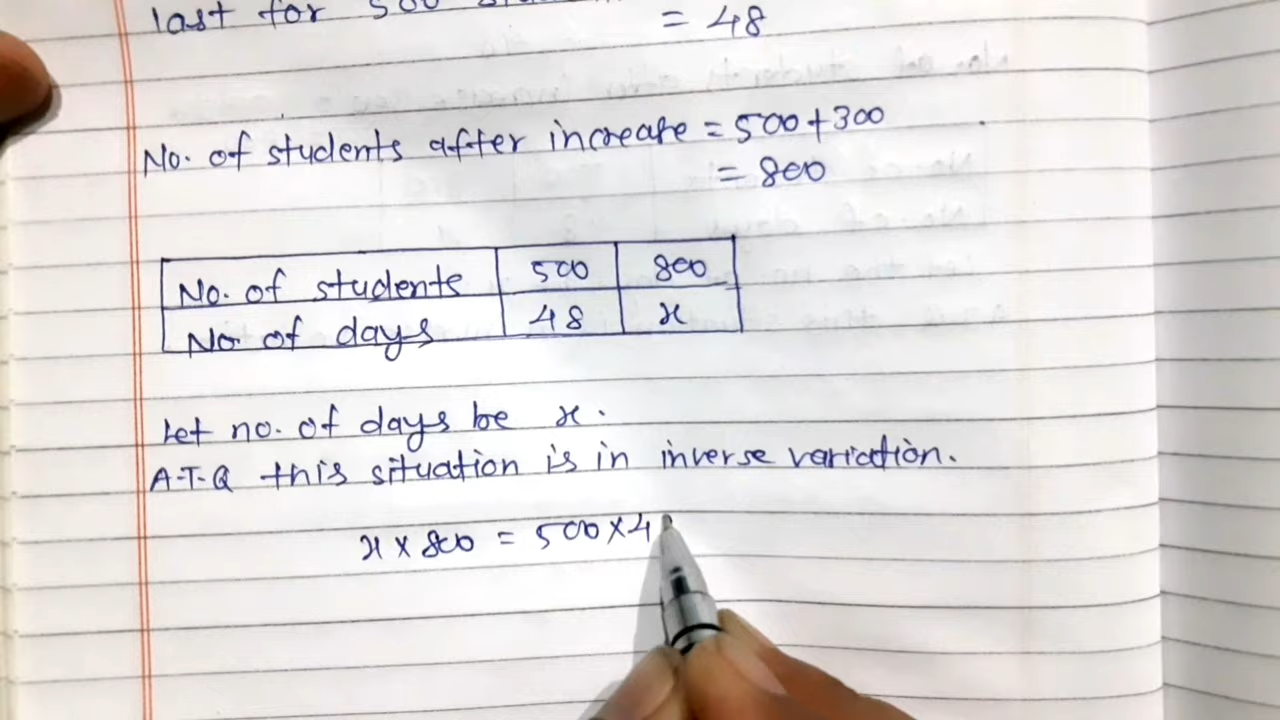 last for 500
= 48
No. of students after increase = 500+300
= 800
No. of students 500 800
No of days 48 x
Let no. of days be x.
A.T.Q this situation is in inverse variation.
x × 800 = 500 × 4